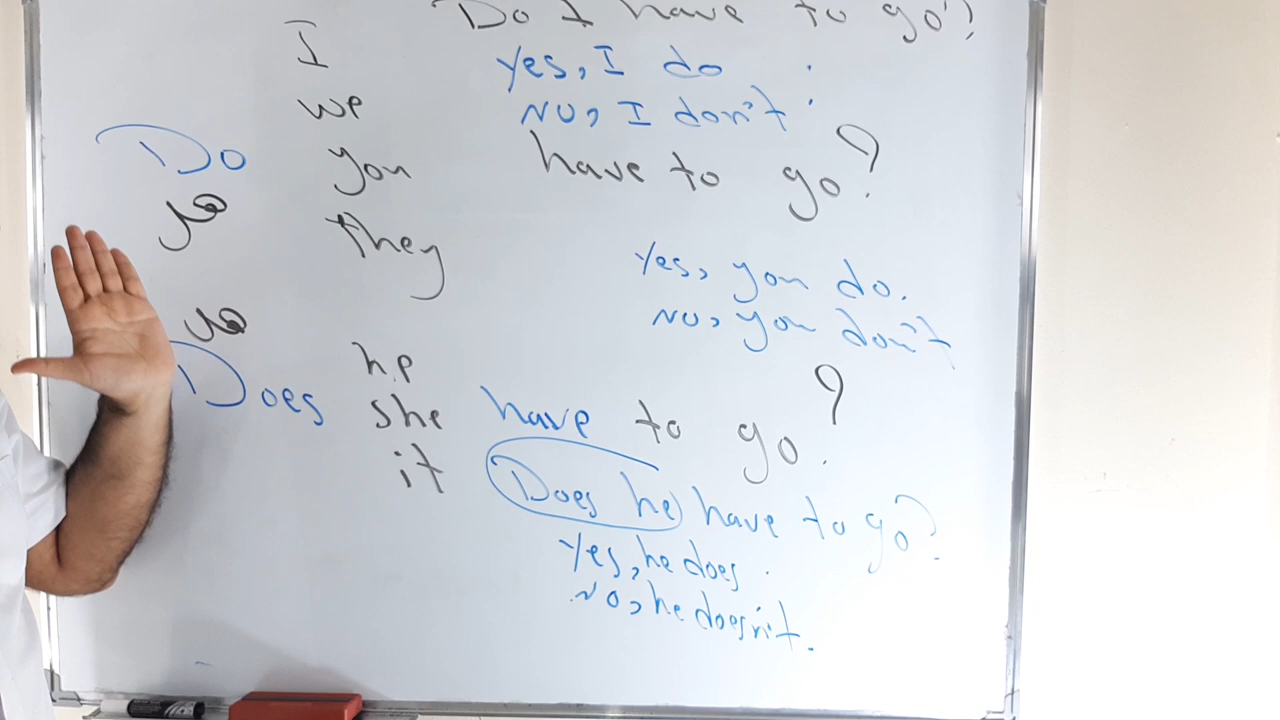 Do I have to go?
I
yes, I do.
we
No, I don't.
Do you have to go?
هل
they
yes, you do.
No, you don't
هل
he
Does she have to go?
it
Does he have to go?
Yes, he does.
No, he doesn't.